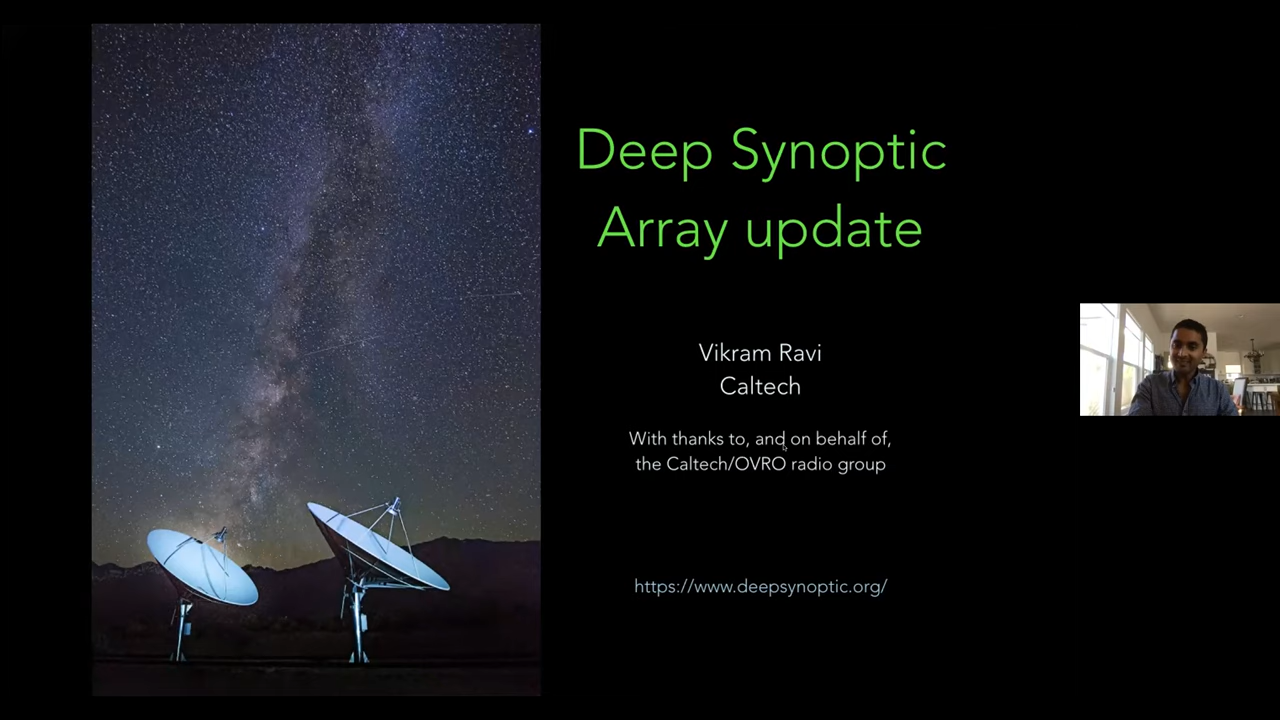 Deep Synoptic
Array update
Vikram Ravi
Caltech
With thanks to, and on behalf of,
the Caltech/OVRO radio group
https://www.deepsynoptic.org/